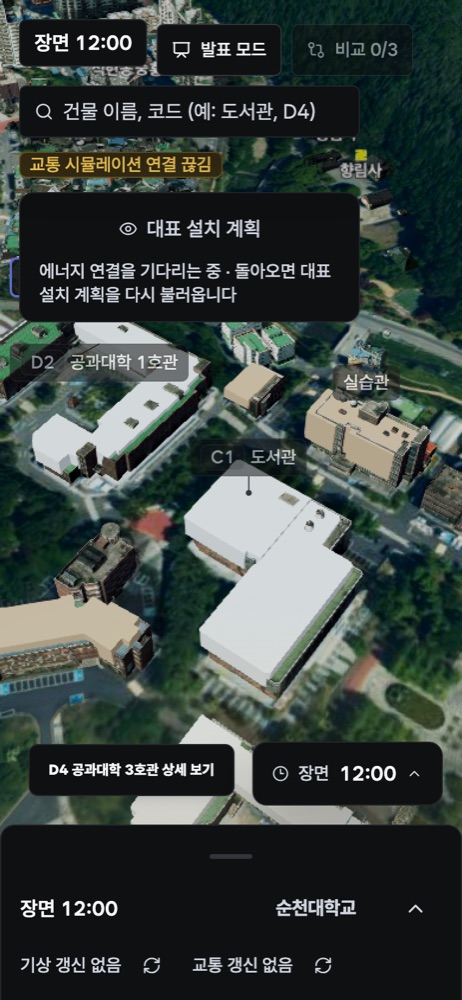 장면 12:00
발표 모드
비교 0/3
건물 이름, 코드 (예: 도서관, D4)
교통 시뮬레이션 연결 끊김
향림사
대표 설치 계획
에너지 연결을 기다리는 중 · 돌아오면 대표
설치 계획을 다시 불러옵니다
D2 공과대학 1호관
실습관
C1 도서관
D4 공과대학 3호관 상세 보기
장면 12:00
장면 12:00
순천대학교
기상 갱신 없음
교통 갱신 없음